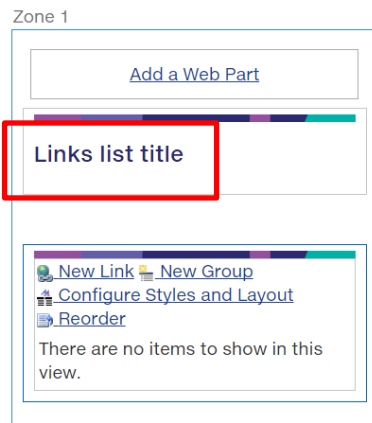 Zone 1
Add a Web Part
Links list title
New Link New Group
Configure Styles and Layout
Reorder
There are no items to show in this
view.